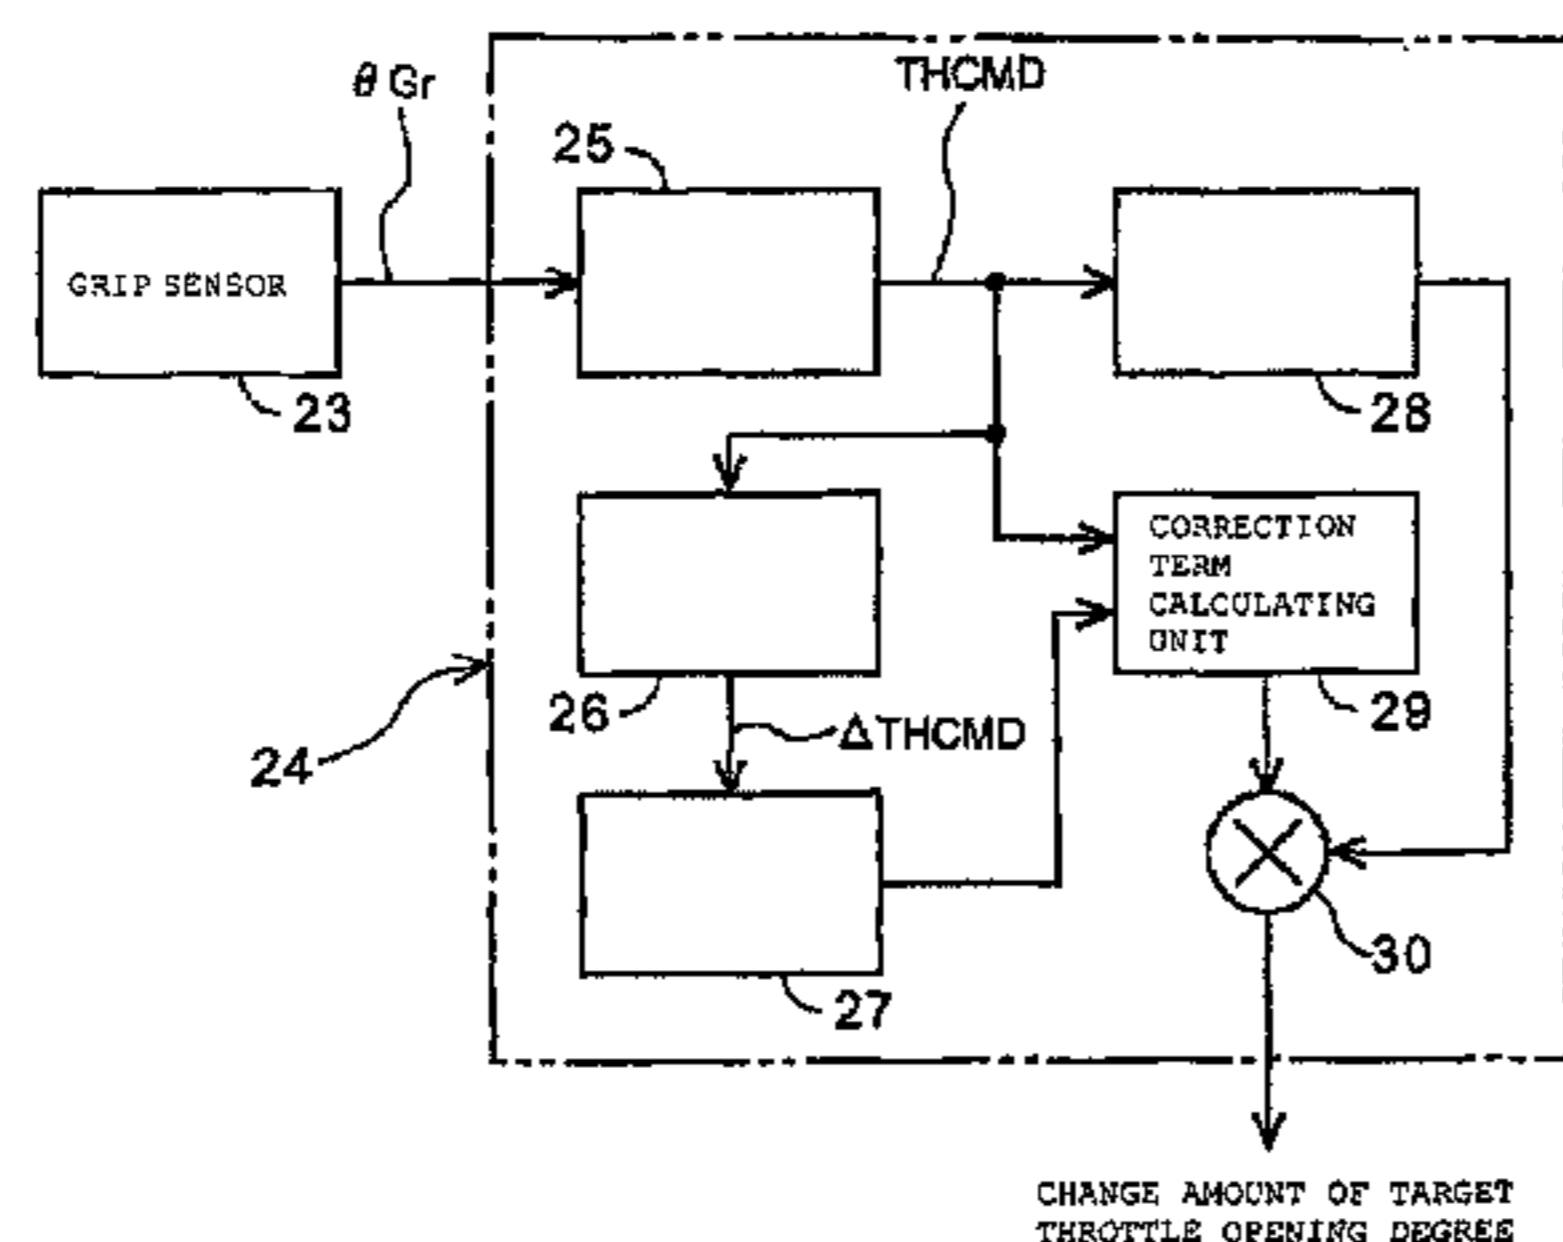 θGr
THCMD
25
GRIP SENSOR
23
28
CORRECTION
TERM
CALCULATING
UNIT
26
29
ΔTHCMD
24
30
27
CHANGE AMOUNT OF TARGET
THROTTLE OPENING DEGREE